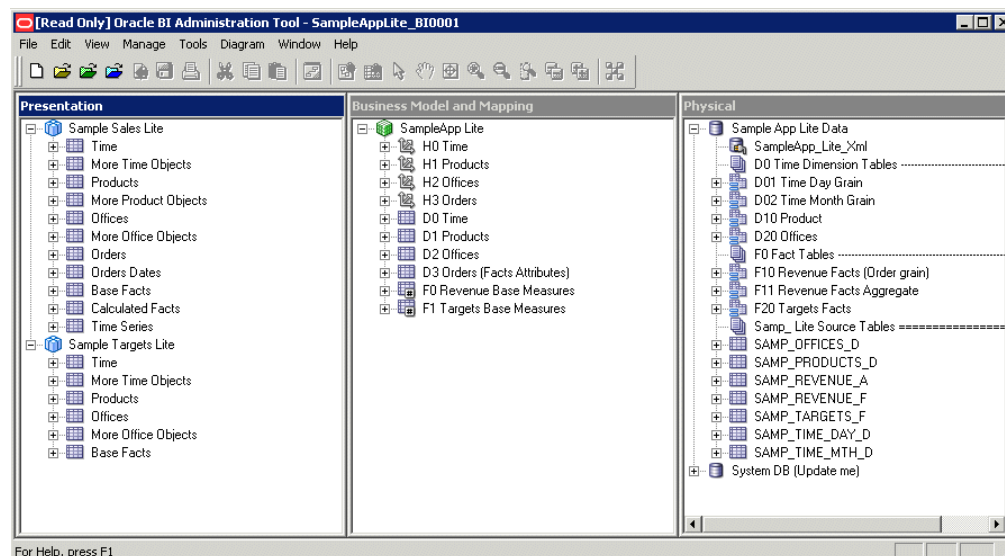 [Read Only] Oracle BI Administration Tool - SampleAppLite_BI0001
File Edit View Manage Tools Diagram Window Help
Presentation
Sample Sales Lite
Time
More Time Objects
Products
More Product Objects
Offices
More Office Objects
Orders
Orders Dates
Base Facts
Calculated Facts
Time Series
Sample Targets Lite
Time
More Time Objects
Products
Offices
More Office Objects
Base Facts
Business Model and Mapping
SampleApp Lite
H0 Time
H1 Products
H2 Offices
H3 Orders
D0 Time
D1 Products
D2 Offices
D3 Orders (Facts Attributes)
F0 Revenue Base Measures
F1 Targets Base Measures
Physical
Sample App Lite Data
SampleApp_Lite_Xml
D0 Time Dimension Tables ---------------------
D01 Time Day Grain
D02 Time Month Grain
D10 Product
D20 Offices
F0 Fact Tables ---------------------
F10 Revenue Facts (Order grain)
F11 Revenue Facts Aggregate
F20 Targets Facts
Samp_ Lite Source Tables ================
SAMP_OFFICES_D
SAMP_PRODUCTS_D
SAMP_REVENUE_A
SAMP_REVENUE_F
SAMP_TARGETS_F
SAMP_TIME_DAY_D
SAMP_TIME_MTH_D
System DB (Update me)
For Help, press F1